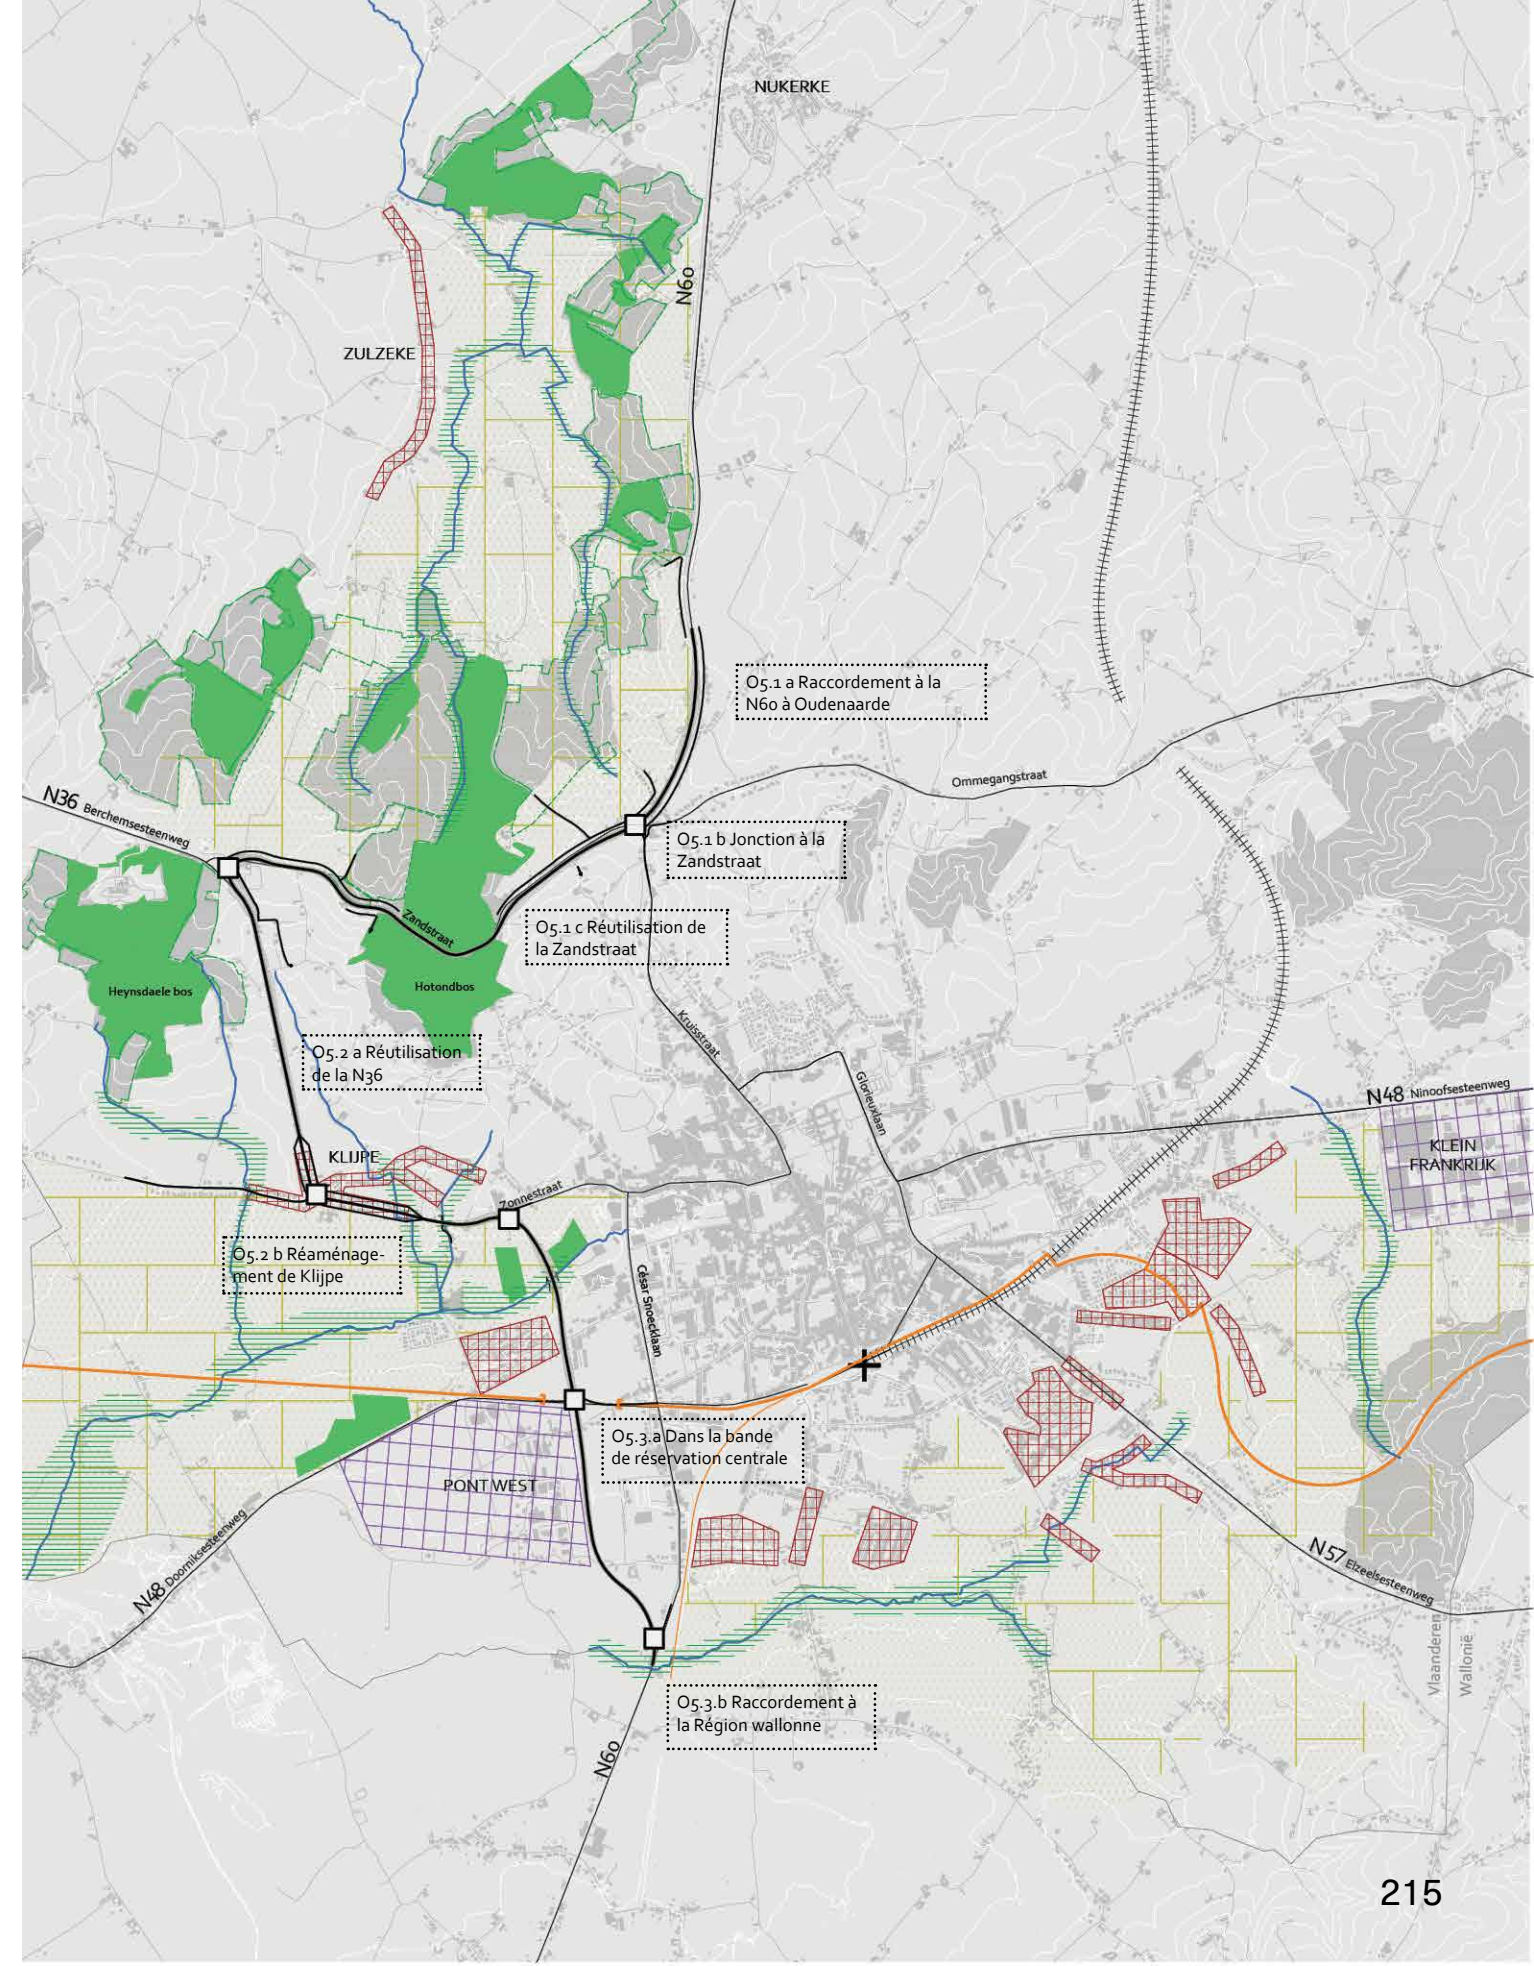 NUKERKE
N60
ZULZEKE
O5.1 a Raccordement à la
N60 à Oudenaarde
Ommegangstraat
N36 Berchemsesteenweg
O5.1 b Jonction à la
Zandstraat
Zandstraat
O5.1 c Réutilisation de
la Zandstraat
Heynsdaele bos
Hotondbos
Kruisstraat
O5.2 a Réutilisation
de la N36
Glorieuxlaan
N48 Ninoofsesteenweg
KLEIN
FRANKRIJK
KLIJPE
Zonnestraat
O5.2 b Réaménage-
ment de Klijpe
César Snoecklaan
O5.3.a Dans la bande
de réservation centrale
PONT WEST
N48 Doorniksesteenweg
N57 Elzeelsesteenweg
Vlaanderen
Wallonië
O5.3.b Raccordement à
la Région wallonne
N60
215